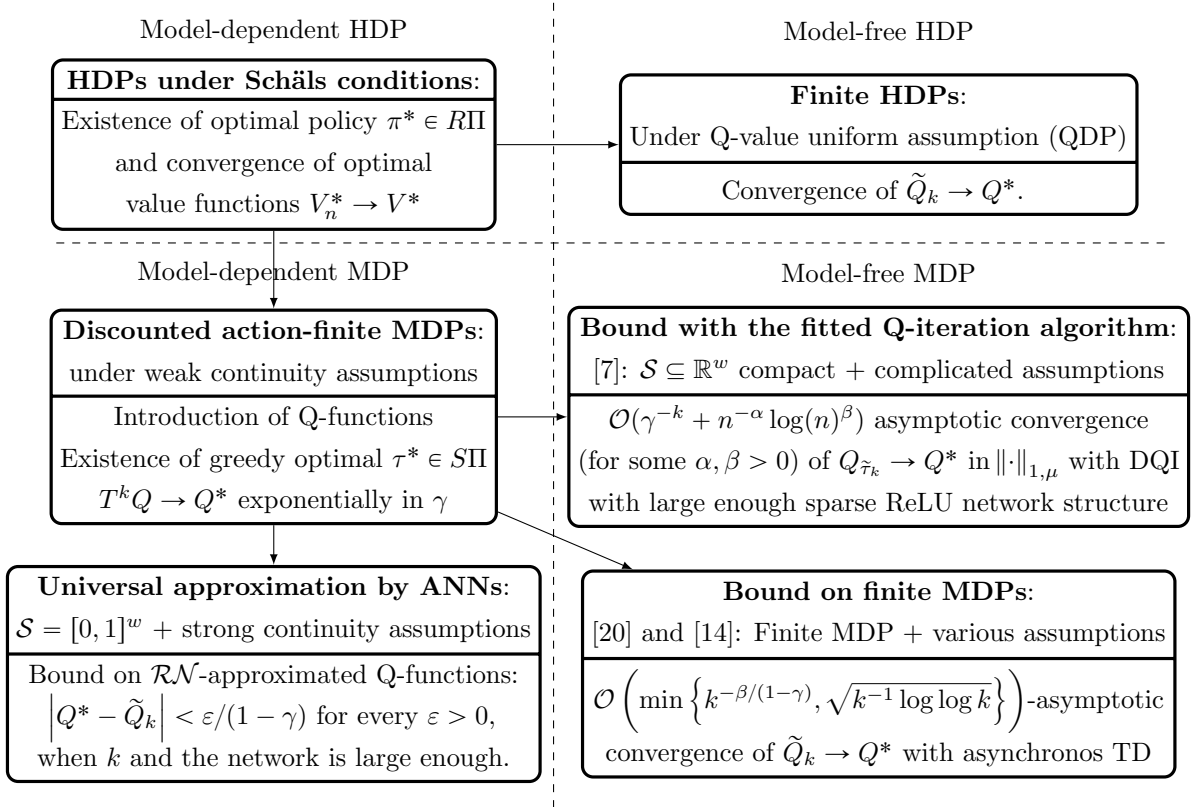 Model-dependent HDP
HDPs under Schäls conditions:
Existence of optimal policy π* ∈ RΠ
and convergence of optimal
value functions V_n^* → V*
Model-free HDP
Finite HDPs:
Under Q-value uniform assumption (QDP)
Convergence of Q̃_k → Q*.
Model-dependent MDP
Discounted action-finite MDPs:
under weak continuity assumptions
Introduction of Q-functions
Existence of greedy optimal τ* ∈ SΠ
T^k Q → Q* exponentially in γ
Model-free MDP
Bound with the fitted Q-iteration algorithm:
[7]: 𝒮 ⊆ ℝ^w compact + complicated assumptions
𝒪(γ^{-k} + n^{-α} log(n)^β) asymptotic convergence
(for some α, β > 0) of Q_{τ̃_k} → Q* in ‖·‖_{1,μ} with DQI
with large enough sparse ReLU network structure
Universal approximation by ANNs:
𝒮 = [0, 1]^w + strong continuity assumptions
Bound on ℛ𝒩-approximated Q-functions:
|Q* − Q̃_k| < ε/(1 − γ) for every ε > 0,
when k and the network is large enough.
Bound on finite MDPs:
[20] and [14]: Finite MDP + various assumptions
𝒪(min{k^{-β/(1-γ)}, √(k^{-1} log log k)})-asymptotic
convergence of Q̃_k → Q* with asynchronos TD